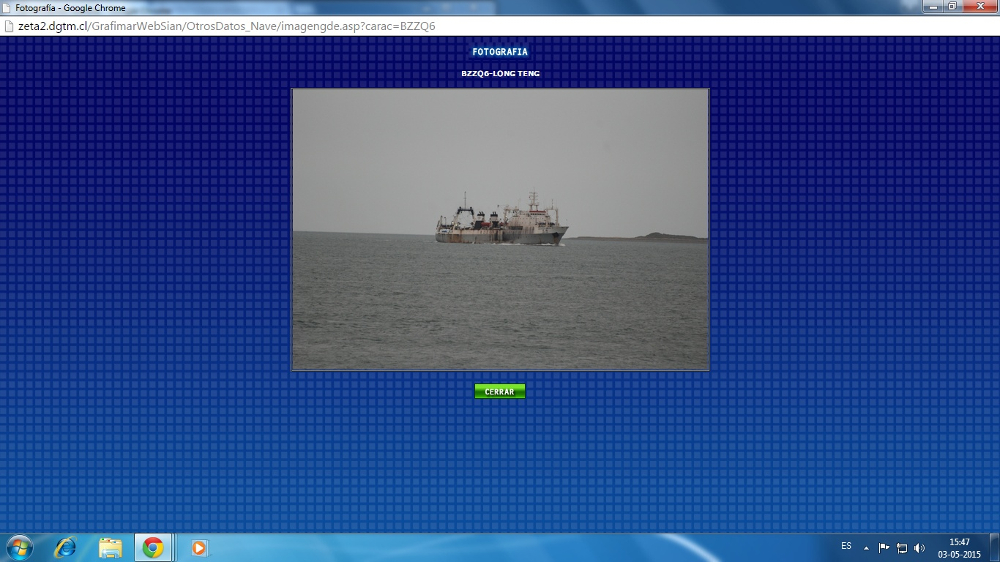 Fotografía - Google Chrome
zeta2.dgtm.cl/GrafimarWebSian/OtrosDatos_Nave/imagengde.asp?carac=BZZQ6
FOTOGRAFIA
BZZQ6-LONG TENG
CERRAR
ES
15:47
03-05-2015